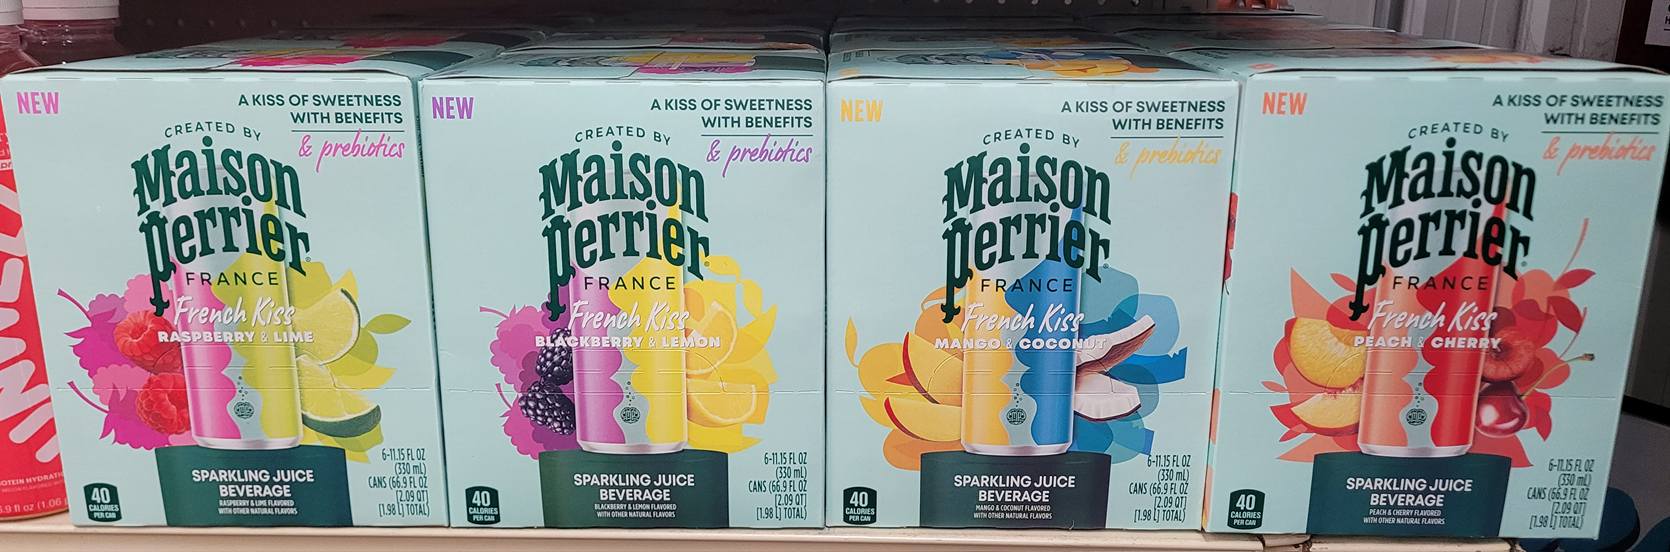 NEW
A KISS OF SWEETNESS
WITH BENEFITS
& prebiotics
CREATED BY
Maison
perrier
FRANCE
French Kiss
RASPBERRY & LIME
SPARKLING JUICE
BEVERAGE
RASPBERRY & LIME FLAVORED
WITH OTHER NATURAL FLAVORS
40
CALORIES
PER CAN
6-11.15 FL OZ
(330 mL)
CANS (66.9 FL OZ
[2.09 QT]
[1.98 L] TOTAL)
NEW
A KISS OF SWEETNESS
WITH BENEFITS
& prebiotics
CREATED BY
Maison
perrier
FRANCE
French Kiss
BLACKBERRY & LEMON
SPARKLING JUICE
BEVERAGE
BLACKBERRY & LEMON FLAVORED
WITH OTHER NATURAL FLAVORS
40
CALORIES
PER CAN
6-11.15 FL OZ
(330 mL)
CANS (66.9 FL OZ
[2.09 QT]
[1.98 L] TOTAL)
NEW
A KISS OF SWEETNESS
WITH BENEFITS
& prebiotics
CREATED BY
Maison
perrier
FRANCE
French Kiss
MANGO & COCONUT
SPARKLING JUICE
BEVERAGE
MANGO & COCONUT FLAVORED
WITH OTHER NATURAL FLAVORS
40
CALORIES
PER CAN
6-11.15 FL OZ
(330 mL)
CANS (66.9 FL OZ
[2.09 QT]
[1.98 L] TOTAL)
NEW
A KISS OF SWEETNESS
WITH BENEFITS
& prebiotics
CREATED BY
Maison
perrier
FRANCE
French Kiss
PEACH & CHERRY
SPARKLING JUICE
BEVERAGE
PEACH & CHERRY FLAVORED
WITH OTHER NATURAL FLAVORS
40
CALORIES
PER CAN
6-11.15 FL OZ
(330 mL)
CANS (66.9 FL OZ
[2.09 QT]
[1.98 L] TOTAL)